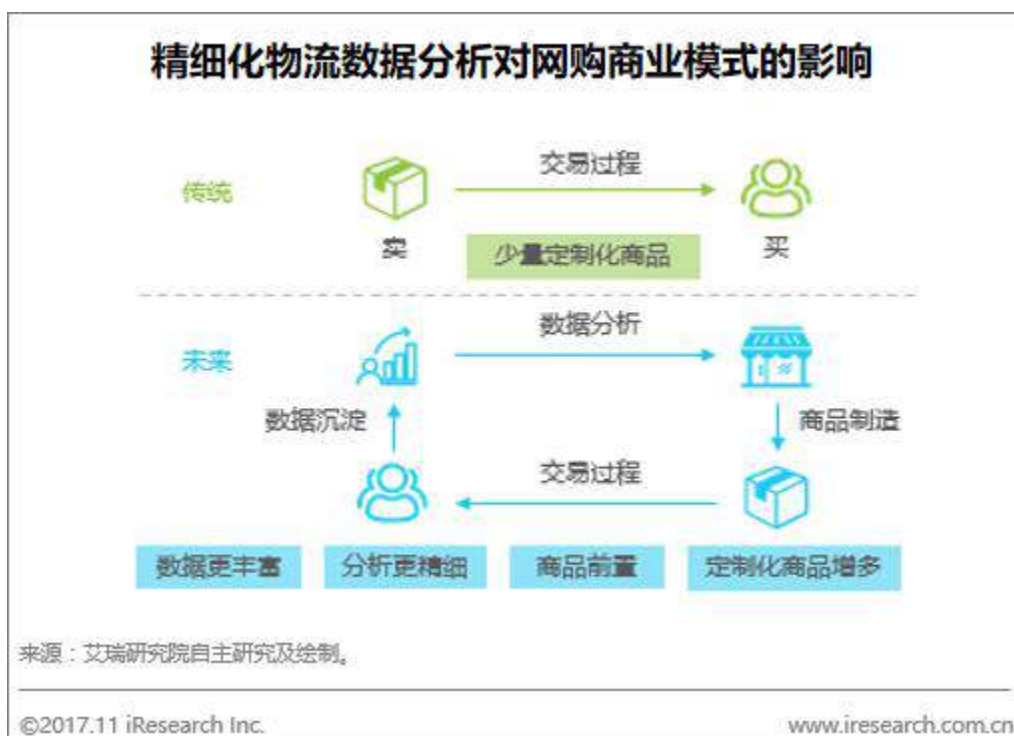 精细化物流数据分析对网购商业模式的影响
交易过程
传统
卖
少量定制化商品
买
数据分析
未来
数据沉淀
商品制造
交易过程
数据更丰富
分析更精细
商品前置
定制化商品增多
来源：艾瑞研究院自主研究及绘制。
©2017.11 iResearch Inc.
www.iresearch.com.cn